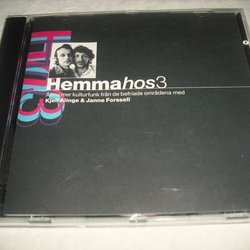 Hemmahos3
Ännu mer kulturfunk från de befriade områdena med
Kjell Alinge & Janne Forssell